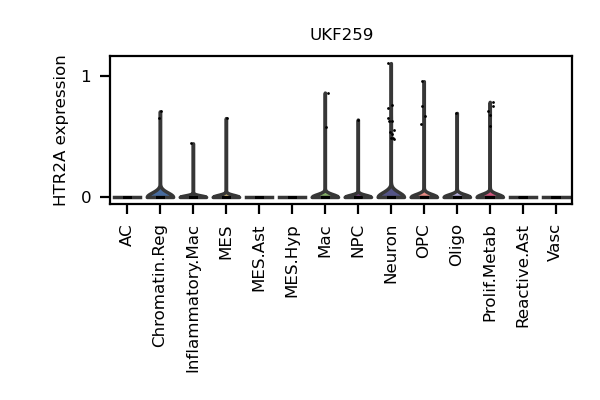 UKF259
HTR2A expression
1
0
AC
Chromatin.Reg
Inflammatory.Mac
MES
MES.Ast
MES.Hyp
Mac
NPC
Neuron
OPC
Oligo
Prolif.Metab
Reactive.Ast
Vasc